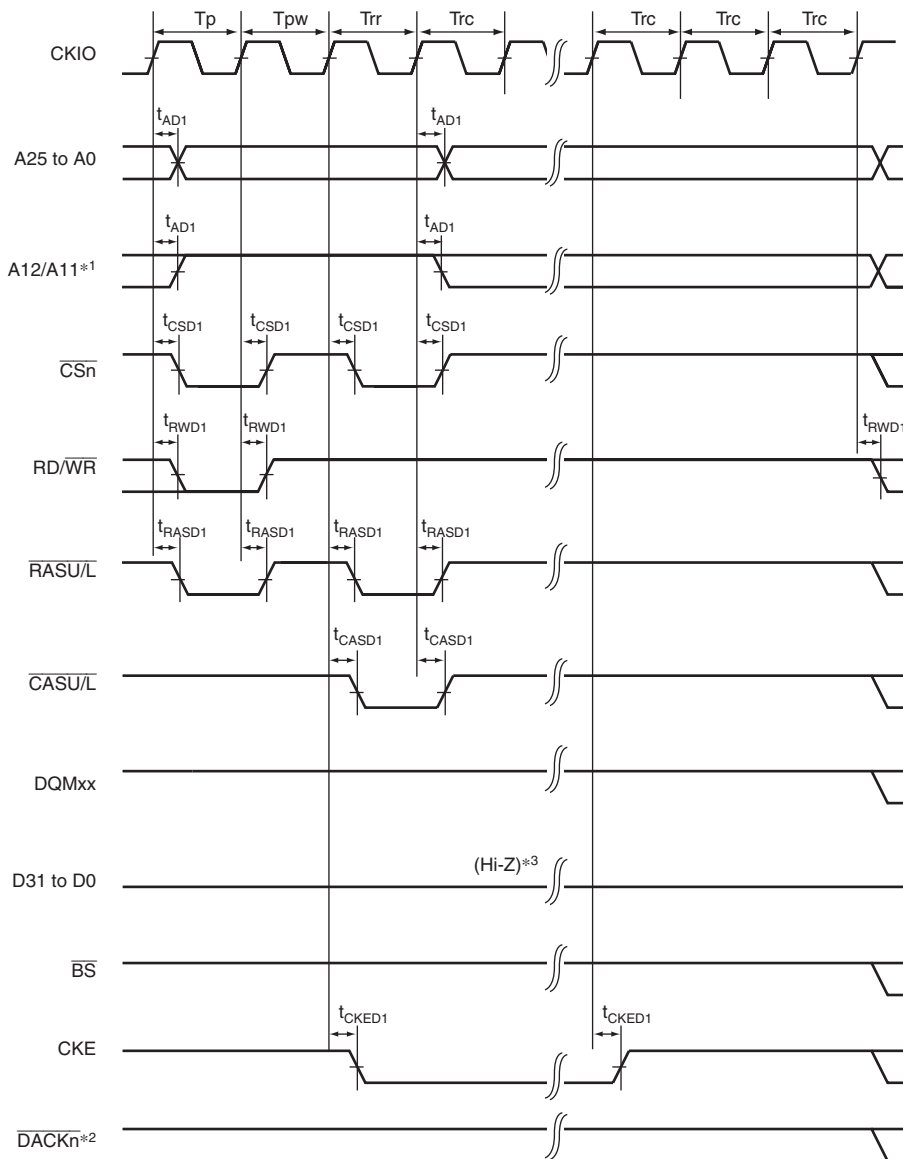 Tp Tpw Trr Trc Trc Trc Trc
CKIO
tAD1 tAD1
A25 to A0
tAD1 tAD1
A12/A11*1
tCSD1 tCSD1 tCSD1 tCSD1
CSn
tRWD1 tRWD1 tRWD1
RD/WR
tRASD1 tRASD1 tRASD1 tRASD1
RASU/L
tCASD1 tCASD1
CASU/L
DQMxx
(Hi-Z)*3
D31 to D0
BS
tCKED1 tCKED1
CKE
DACKn*2